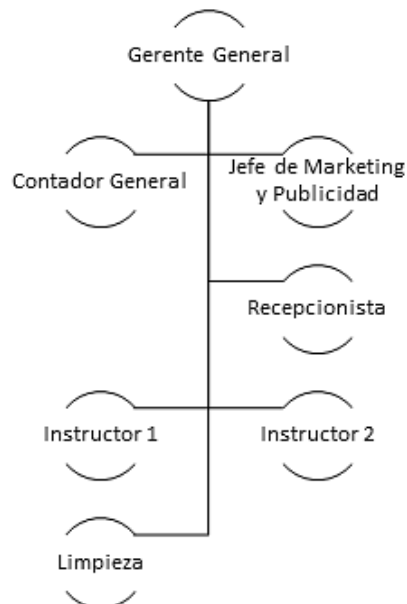 Gerente General
Contador General
Jefe de Marketing
y Publicidad
Recepcionista
Instructor 1
Instructor 2
Limpieza